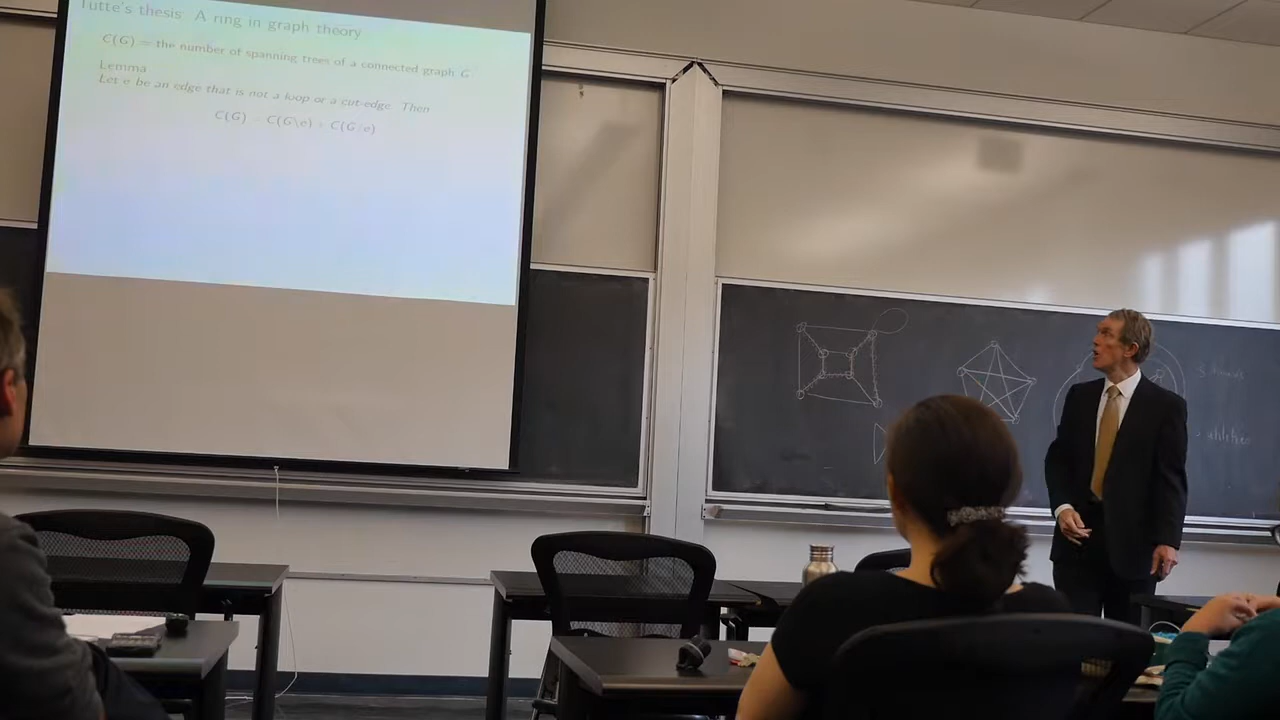 Tutte's thesis: A ring in graph theory
C(G) = the number of spanning trees of a connected graph G
Lemma
Let e be an edge that is not a loop or a cut-edge. Then
C(G) = C(G\e) + C(G/e)